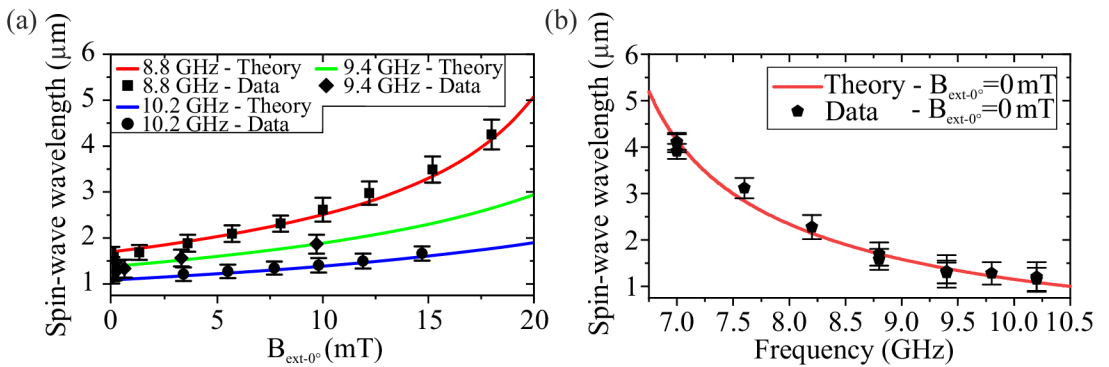 (a)
Spin-wave wavelength (μm)
6
5
4
3
2
1
8.8 GHz - Theory
8.8 GHz - Data
10.2 GHz - Theory
10.2 GHz - Data
9.4 GHz - Theory
9.4 GHz - Data
0
5
10
15
20
B_ext-0° (mT)
(b)
Spin-wave wavelength (μm)
6
5
4
3
2
1
Theory - B_ext-0°=0 mT
Data - B_ext-0°=0 mT
7.0
7.5
8.0
8.5
9.0
9.5
10.0
10.5
Frequency (GHz)